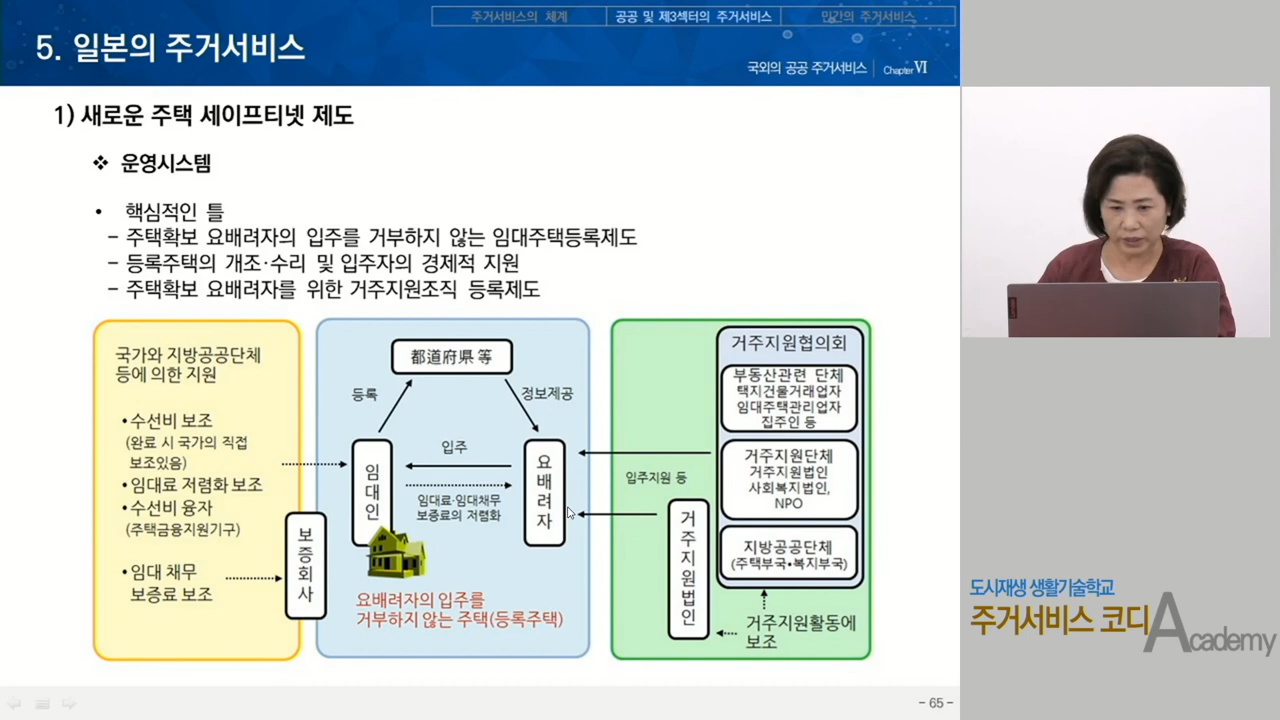 주거서비스의 체계
공공 및 제3섹터의 주거서비스
민간의 주거서비스
5. 일본의 주거서비스
국외의 공공 주거서비스 Chapter Ⅵ
1) 새로운 주택 세이프티넷 제도
❖ 운영시스템
• 핵심적인 틀
– 주택확보 요배려자의 입주를 거부하지 않는 임대주택등록제도
– 등록주택의 개조·수리 및 입주자의 경제적 지원
– 주택확보 요배려자를 위한 거주지원조직 등록제도
국가와 지방공공단체
등에 의한 지원
•수선비 보조
(완료 시 국가의 직접
보조있음)
•임대료 저렴화 보조
•수선비 융자
(주택금융지원기구)
•임대 채무
보증료 보조
보증회사
都道府県 等
등록
정보제공
임대인
입주
임대료·임대채무
보증료의 저렴화
요배려자
요배려자의 입주를
거부하지 않는 주택(등록주택)
입주지원 등
거주지원법인
거주지원협의회
부동산관련 단체
택지건물거래업자
임대주택관리업자
집주인 등
거주지원단체
거주지원법인
사회복지법인,
NPO
지방공공단체
(주택부국•복지부국)
거주지원활동에
보조
도시재생 생활기술학교
주거서비스 코디
Academy
– 65 –